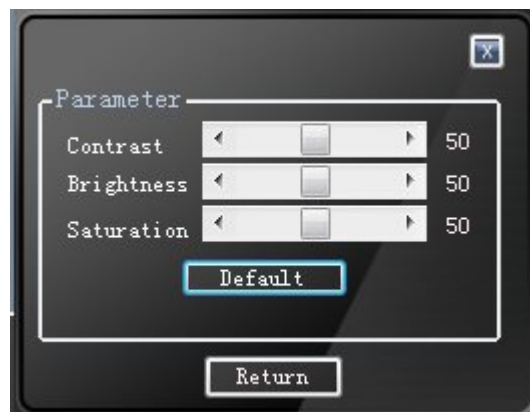 X
Parameter
Contrast 50
Brightness 50
Saturation 50
Default
Return